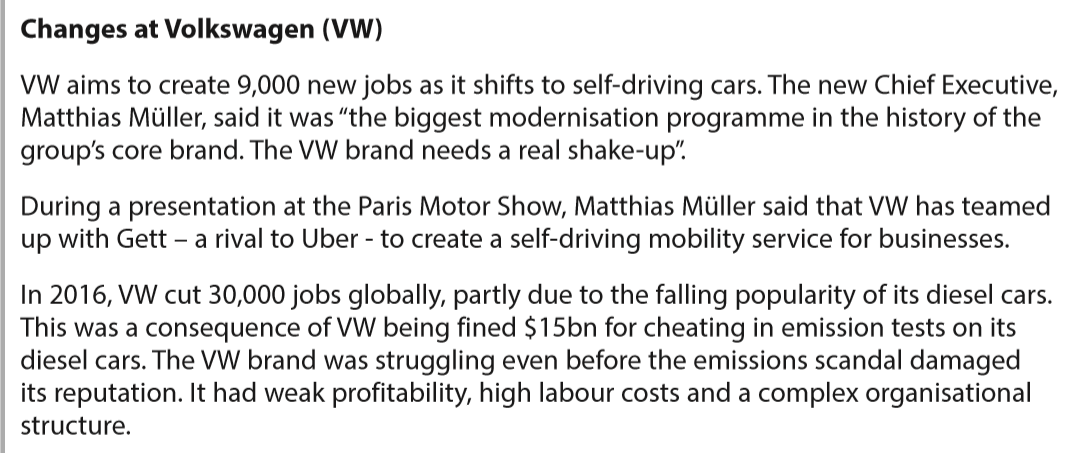 Changes at Volkswagen (VW)
VW aims to create 9,000 new jobs as it shifts to self-driving cars. The new Chief Executive,
Matthias Müller, said it was “the biggest modernisation programme in the history of the
group’s core brand. The VW brand needs a real shake-up”.
During a presentation at the Paris Motor Show, Matthias Müller said that VW has teamed
up with Gett – a rival to Uber - to create a self-driving mobility service for businesses.
In 2016, VW cut 30,000 jobs globally, partly due to the falling popularity of its diesel cars.
This was a consequence of VW being fined $15bn for cheating in emission tests on its
diesel cars. The VW brand was struggling even before the emissions scandal damaged
its reputation. It had weak profitability, high labour costs and a complex organisational
structure.